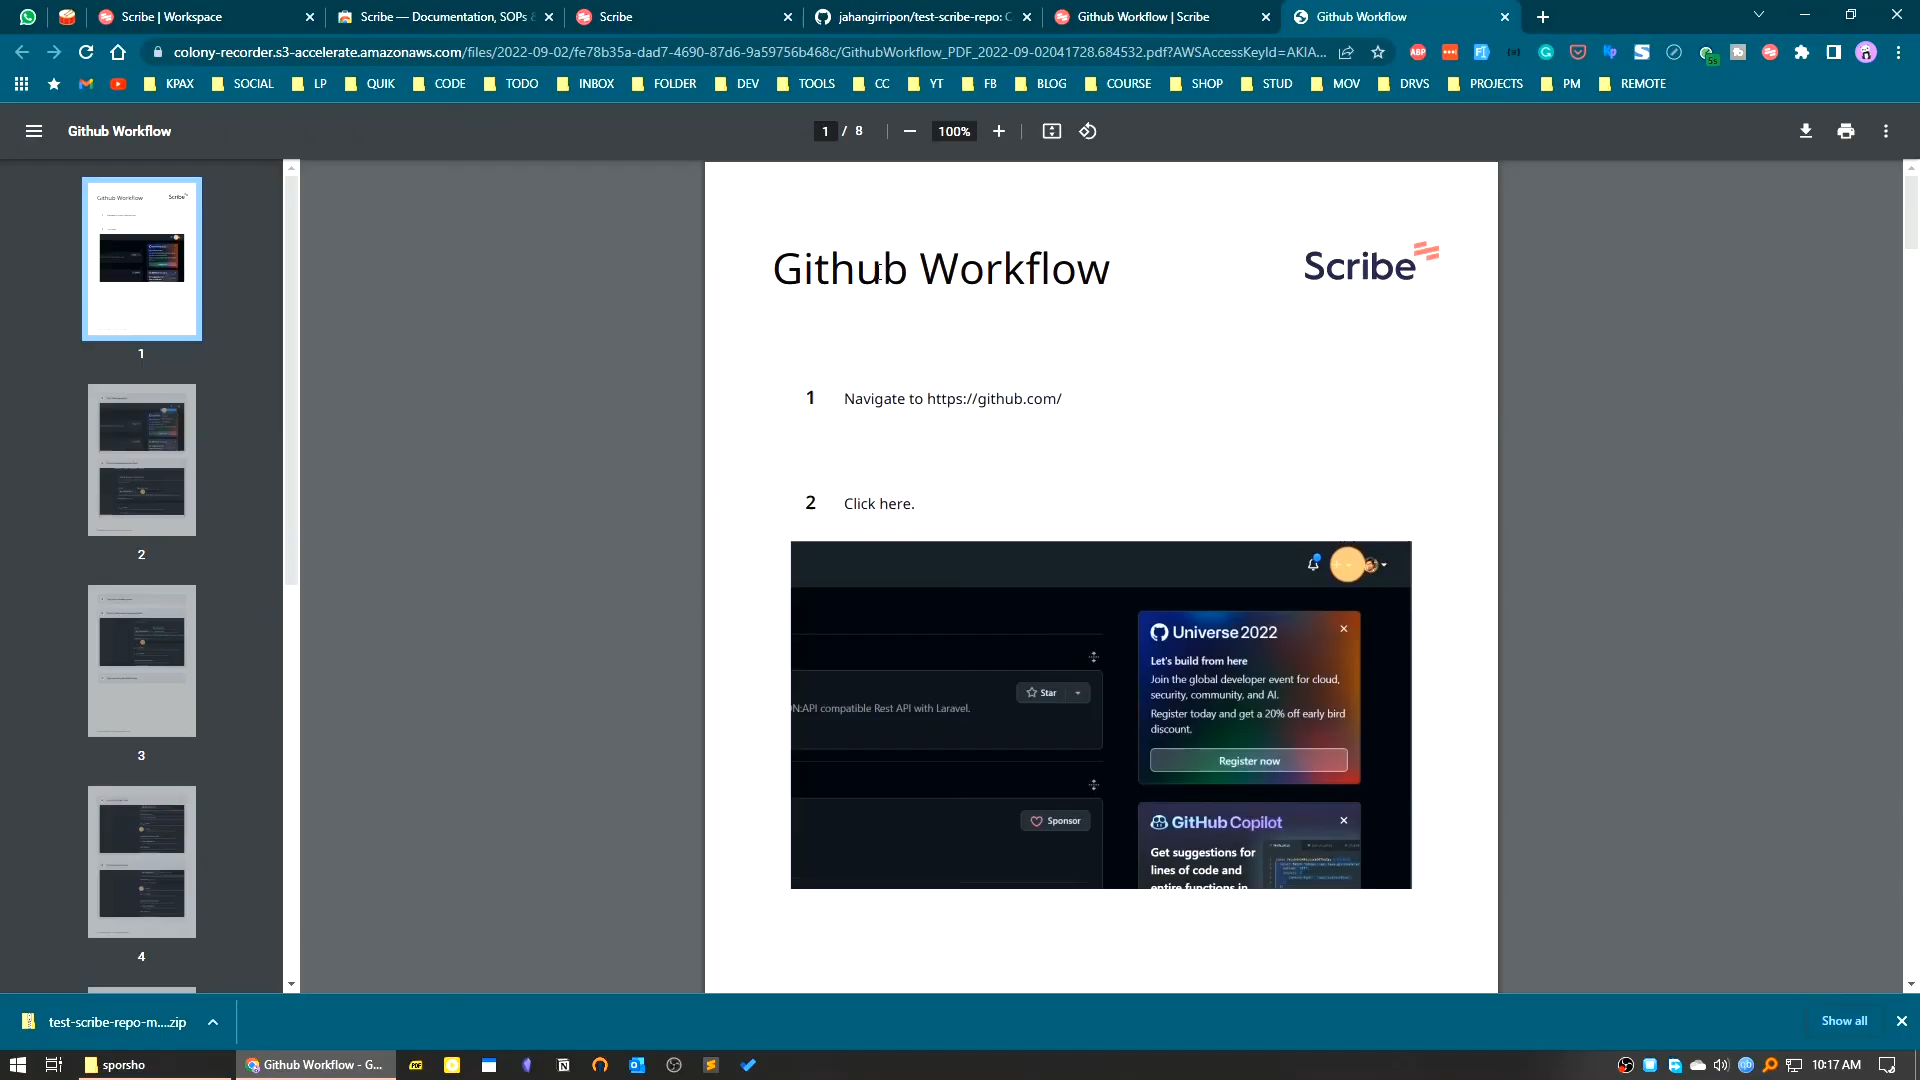 Scribe | Workspace
Scribe — Documentation, SOPs &
Scribe
jahangirripon/test-scribe-repo: C
Github Workflow | Scribe
Github Workflow
colony-recorder.s3-accelerate.amazonaws.com/files/2022-09-02/fe78b35a-dad7-4690-87d6-9a59756b468c/GithubWorkflow_PDF_2022-09-02041728.684532.pdf?AWSAccessKeyId=AKIA...
KPAX
SOCIAL
LP
QUIK
CODE
TODO
INBOX
FOLDER
DEV
TOOLS
CC
YT
FB
BLOG
COURSE
SHOP
STUD
MOV
DRVS
PROJECTS
PM
REMOTE
Github Workflow
1 / 8
100%
Github Workflow
Scribe
1
2
3
4
Github Workflow
Scribe
1 Navigate to https://github.com/
2 Click here.
Universe 2022
Let's build from here
Join the global developer event for cloud,
security, community, and AI.
Register today and get a 20% off early bird
discount.
Register now
Star
N:API compatible Rest API with Laravel.
Sponsor
GitHub Copilot
Get suggestions for
lines of code and
entire functions in
test-scribe-repo-m....zip
Show all
sporsho
Github Workflow - G...
10:17 AM